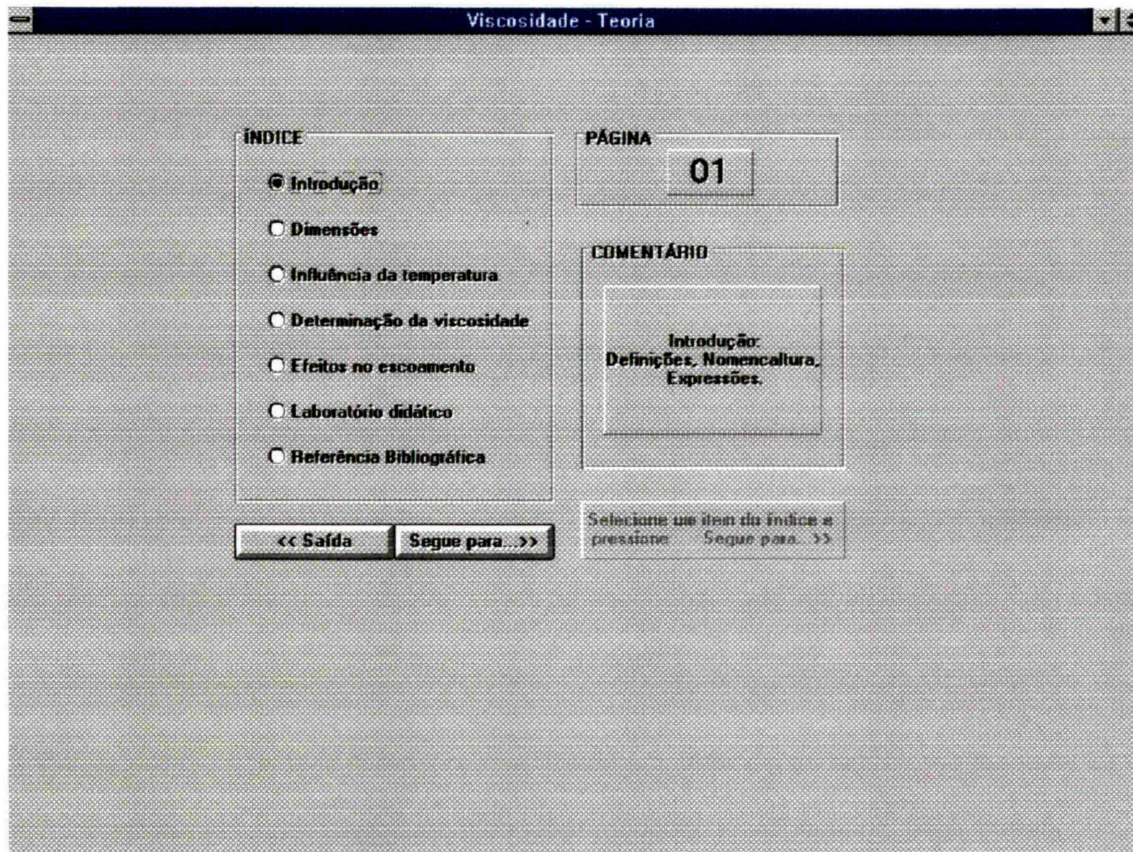 Viscosidade - Teoria
ÍNDICE
Introdução
Dimensões
Influência da temperatura
Determinação da viscosidade
Efeitos no escoamento
Laboratório didático
Referência Bibliográfica
<< Saída
Segue para...>>
PÁGINA
01
COMENTÁRIO
Introdução:
Definições, Nomencaltura,
Expressões.
Selecione um item do índice e
pressione Segue para...>>